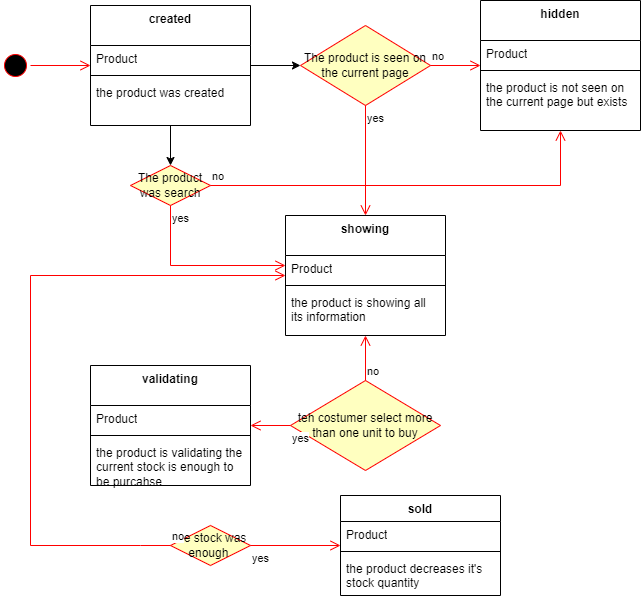 created
Product
the product was created
The product is seen on
the current page
no
yes
hidden
Product
the product is not seen on
the current page but exists
The product
was search
no
yes
showing
Product
the product is showing all
its information
no
validating
Product
the product is validating the
current stock is enough to
be purcahse
teh costumer select more
than one unit to buy
yes
no
e stock was
enough
yes
sold
Product
the product decreases it's
stock quantity